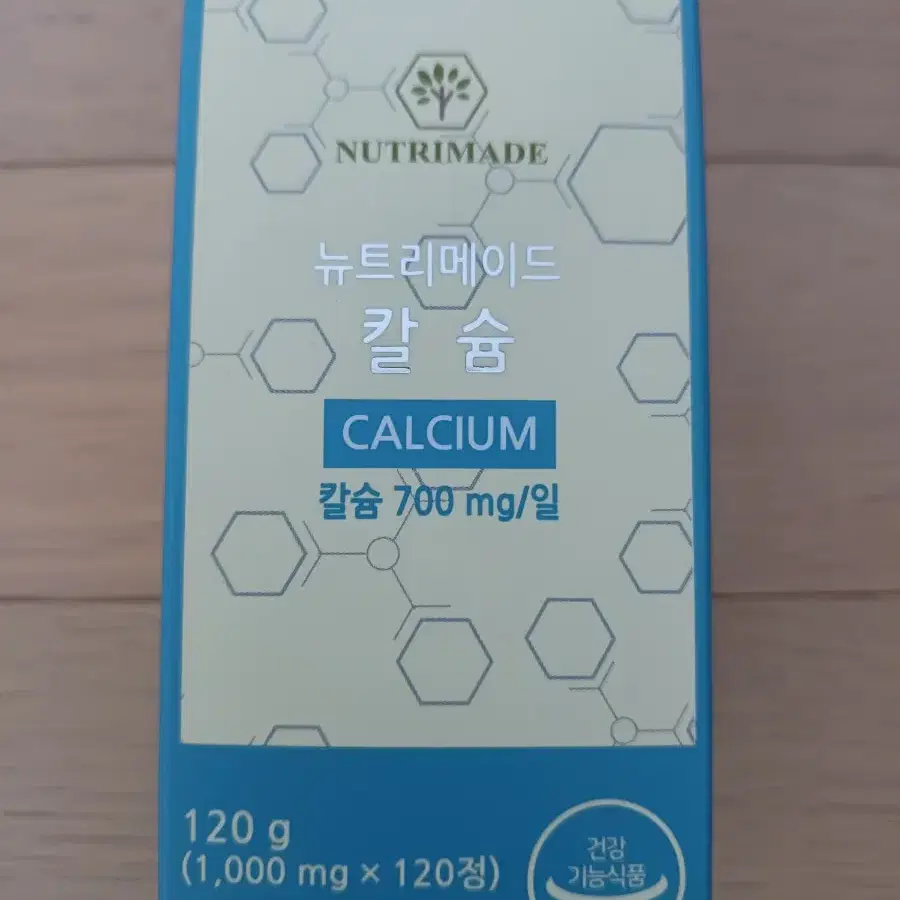 NUTRIMADE
뉴트리메이드
칼슘
CALCIUM
칼슘 700 mg/일
120 g
(1,000 mg × 120정)
건강
기능식품